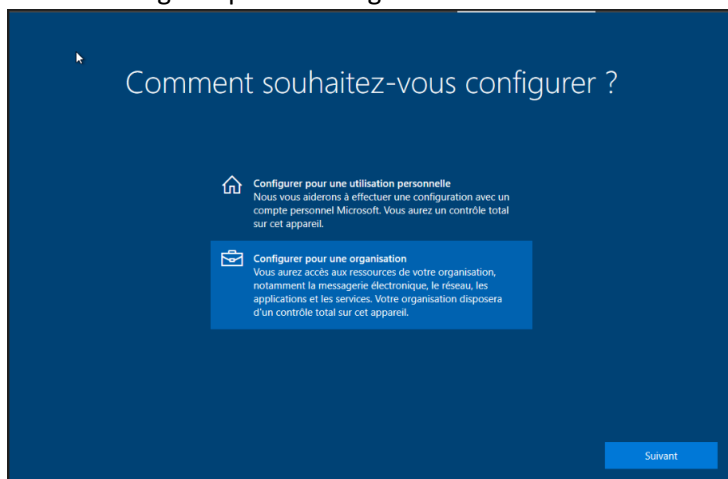 Comment souhaitez-vous configurer ?
Configurer pour une utilisation personnelle
Nous vous aiderons à effectuer une configuration avec un
compte personnel Microsoft. Vous aurez un contrôle total
sur cet appareil.
Configurer pour une organisation
Vous aurez accès aux ressources de votre organisation,
notamment la messagerie électronique, le réseau, les
applications et les services. Votre organisation disposera
d'un contrôle total sur cet appareil.
Suivant